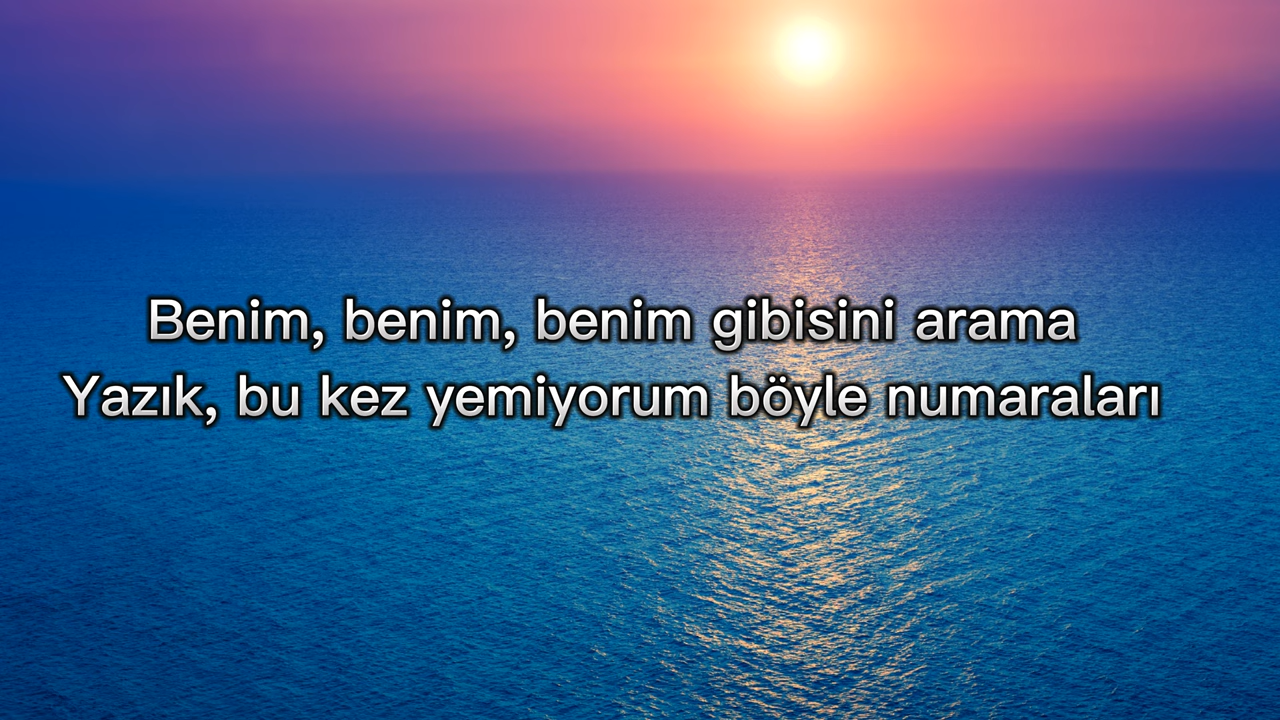 Benim, benim, benim gibisini arama
Yazık, bu kez yemiyorum böyle numaraları